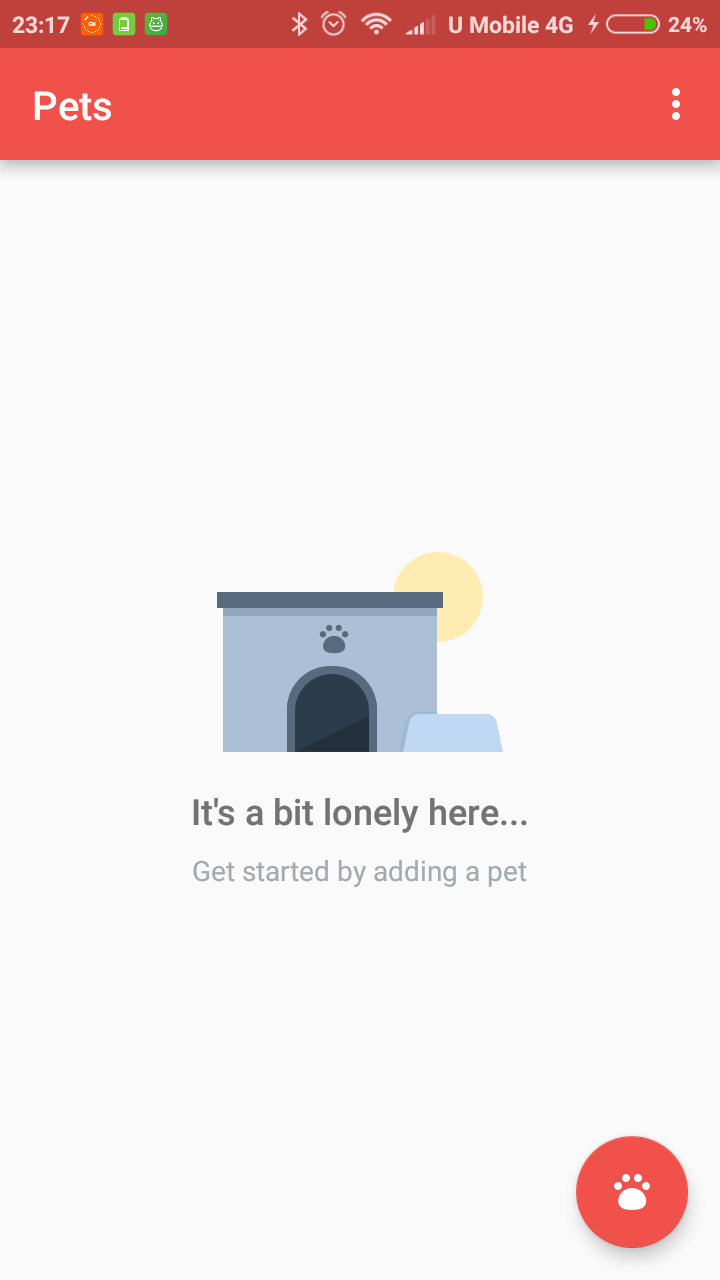 23:17 U Mobile 4G 24%
Pets
It's a bit lonely here...
Get started by adding a pet